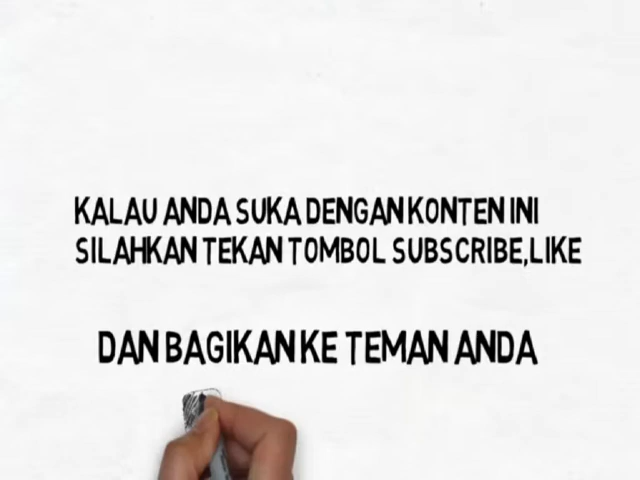 KALAU ANDA SUKA DENGAN KONTEN INI
SILAHKAN TEKAN TOMBOL SUBSCRIBE,LIKE
DAN BAGIKAN KE TEMAN ANDA